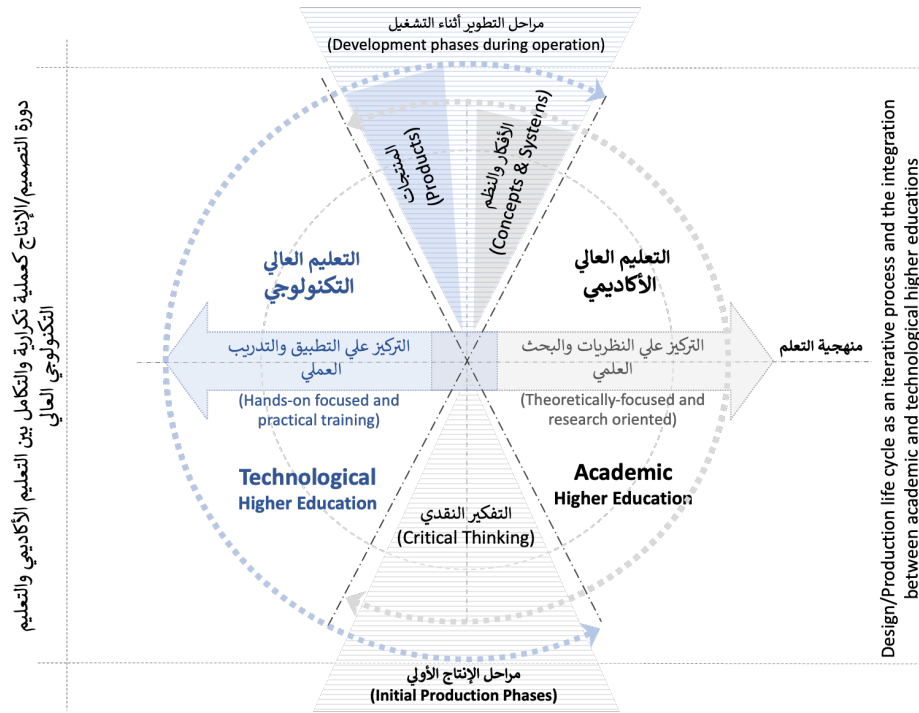 مراحل التطوير أثناء التشغيل
(Development phases during operation)
المنتجات
(Products)
الأفكار والنظم
(Concepts & Systems)
التعليم العالي
التكنولوجي
التعليم العالي
الأكاديمي
التركيز علي التطبيق والتدريب
العملي
(Hands-on focused and
practical training)
التركيز علي النظريات والبحث
العلمي
(Theoretically-focused and
research oriented)
منهجية التعلم
Technological
Higher Education
Academic
Higher Education
التفكير النقدي
(Critical Thinking)
مراحل الإنتاج الأولي
(Initial Production Phases)
دورة التصميم/الإنتاج كعملية تكرارية والتكامل بين التعليم الأكاديمي والتعليم
التكنولوجي العالي
Design/Production life cycle as an iterative process and the integration
between academic and technological higher educations